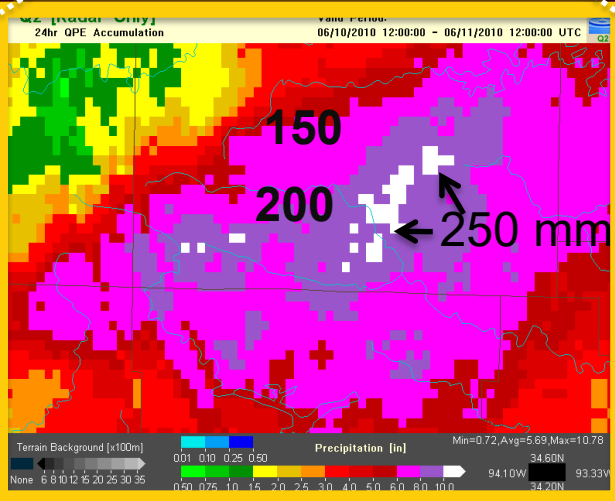 Q2 [Radar Only]
Valid Period:
24hr QPE Accumulation
06/10/2010 12:00:00 - 06/11/2010 12:00:00 UTC
Q2
150
200
250 mm
Terrain Background [x100m]
None 6 8 10 12 15 20 25 30 35
0.01 0.10 0.25 0.50
0.50 0.75 1.0 1.5 2.0 2.5 3.0 4.0 5.0 6.0 8.0 10.0
Precipitation [in]
Min=0.72,Avg=5.69,Max=10.78
34.60N
94.10W
93.33W
34.20N